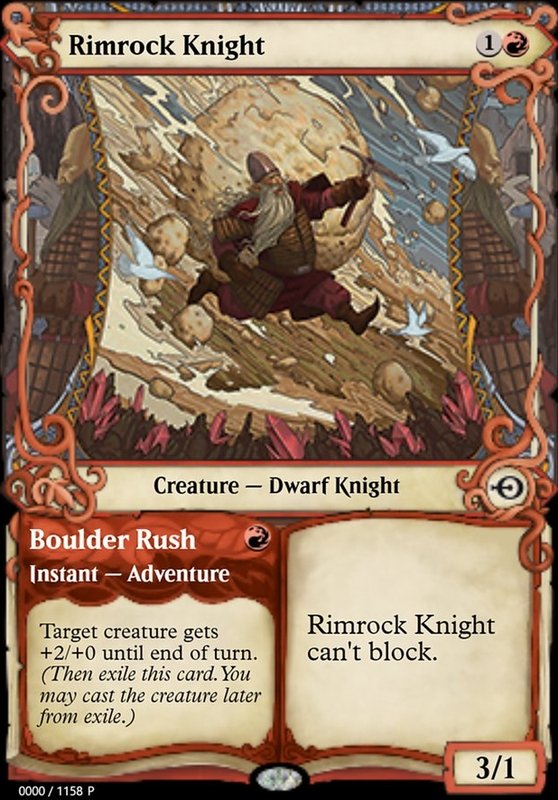 Rimrock Knight
1
Creature — Dwarf Knight
Boulder Rush
Instant — Adventure
Target creature gets
+2/+0 until end of turn.
(Then exile this card. You
may cast the creature later
from exile.)
Rimrock Knight
can't block.
3/1
0000 / 1158 P